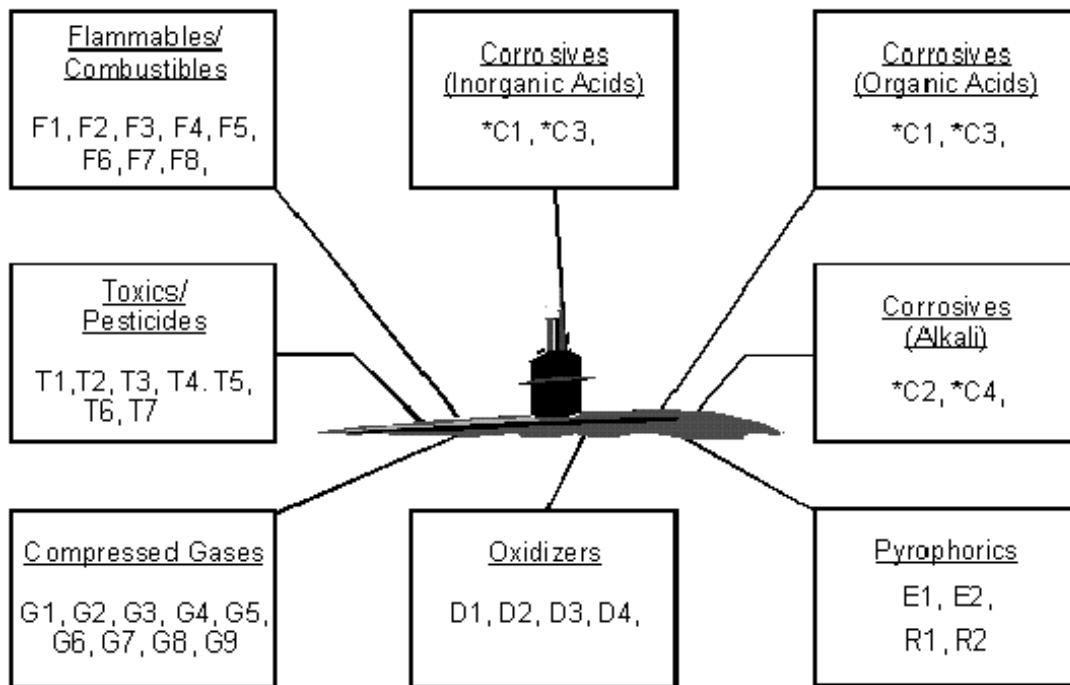 Flammables/
Combustibles
F1, F2, F3, F4, F5,
F6, F7, F8,
Corrosives
(Inorganic Acids)
*C1, *C3,
Corrosives
(Organic Acids)
*C1, *C3,
Toxics/
Pesticides
T1,T2, T3, T4. T5,
T6, T7
Corrosives
(Alkali)
*C2, *C4,
Compressed Gases
G1, G2, G3, G4, G5,
G6, G7, G8, G9
Oxidizers
D1, D2, D3, D4,
Pyrophorics
E1, E2,
R1, R2